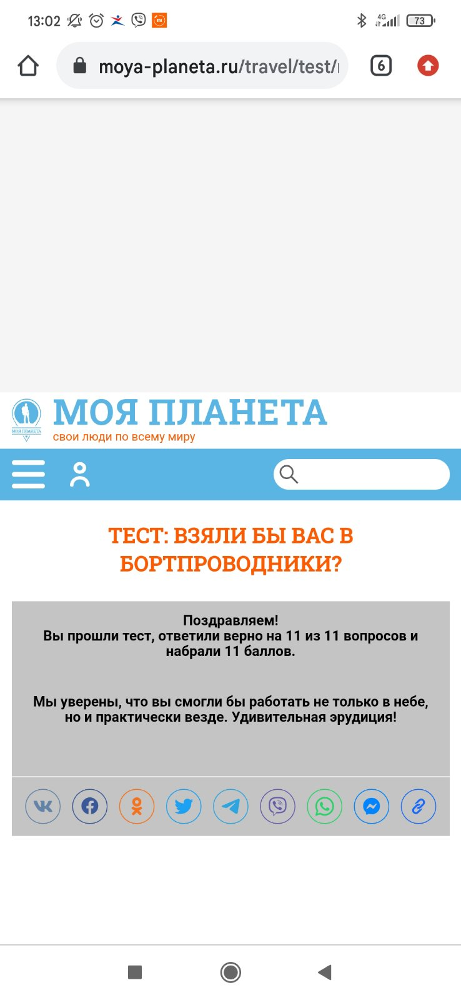 13:02
4G
73
moya-planeta.ru/travel/test/
6
МОЯ ПЛАНЕТА
МОЯ ПЛАНЕТА
свои люди по всему миру
ТЕСТ: ВЗЯЛИ БЫ ВАС В
БОРТПРОВОДНИКИ?
Поздравляем!
Вы прошли тест, ответили верно на 11 из 11 вопросов и
набрали 11 баллов.
Мы уверены, что вы смогли бы работать не только в небе,
но и практически везде. Удивительная эрудиция!